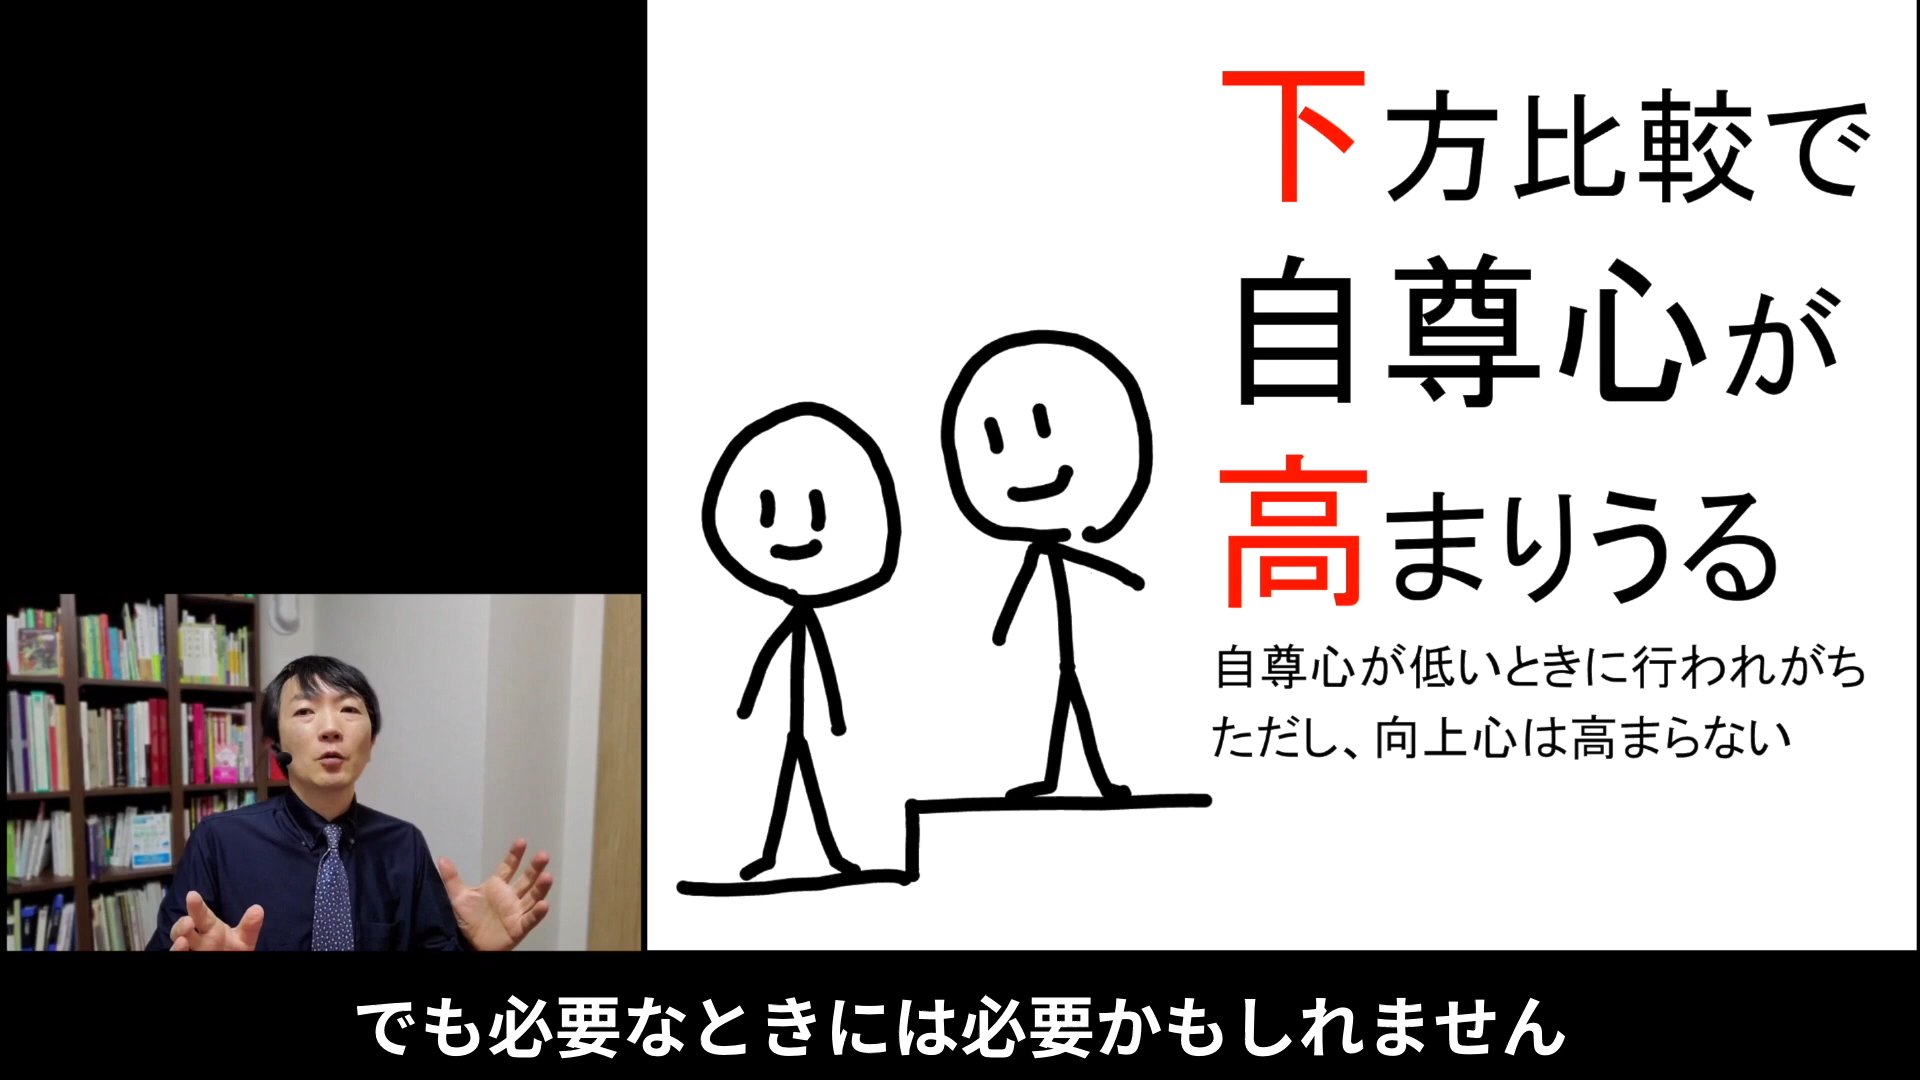 下方比較で
自尊心が
高まりうる
自尊心が低いときに行われがち
ただし、向上心は高まらない
でも必要なときには必要かもしれません